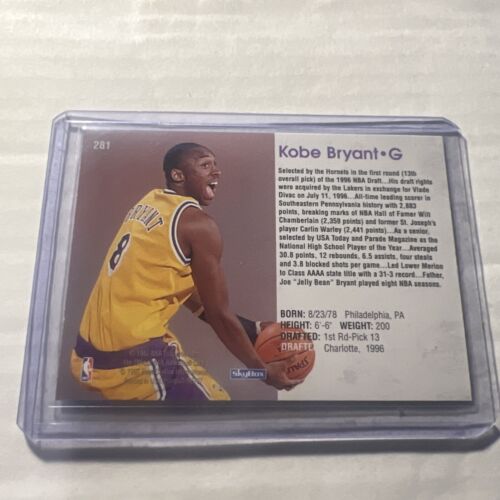 281
Kobe Bryant•G
Selected by the Hornets in the first round (13th
overall pick) of the 1996 NBA Draft...His draft rights
were acquired by the Lakers in exchange for Vlade
Divac on July 11, 1996...All-time leading scorer in
Southeastern Pennsylvania history with 2,883
points, breaking marks of NBA Hall of Famer Wilt
Chamberlain (2,359 points) and former St. Joseph's
player Carlin Warley (2,441 points)...As a senior,
selected by USA Today and Parade Magazine as the
National High School Player of the Year...Averaged
30.8 points, 12 rebounds, 6.5 assists, four steals
and 3.8 blocked shots per game...Led Lower Merion
to Class AAAA state title with a 31-3 record...Father,
Joe "Jelly Bean" Bryant played eight NBA seasons.
BORN: 8/23/78 Philadelphia, PA
HEIGHT: 6'-6" WEIGHT: 200
DRAFTED: 1st Rd-Pick 13
DRAFTED: Charlotte, 1996
BRYANT
8
NBA
SkyBox
SPALDING